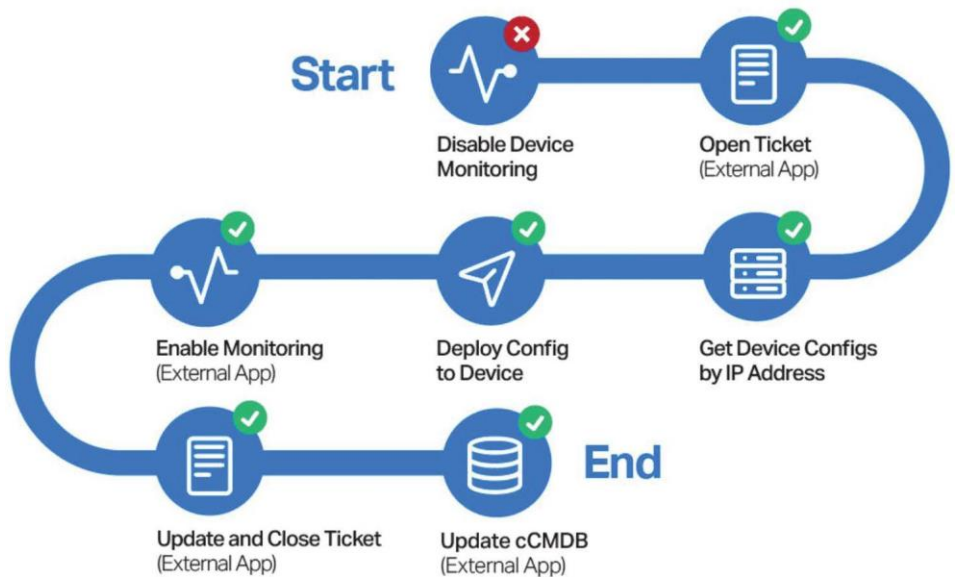 Start
Disable Device
Monitoring
Open Ticket
(External App)
Get Device Configs
by IP Address
Deploy Config
to Device
Enable Monitoring
(External App)
Update and Close Ticket
(External App)
Update cCMDB
(External App)
End